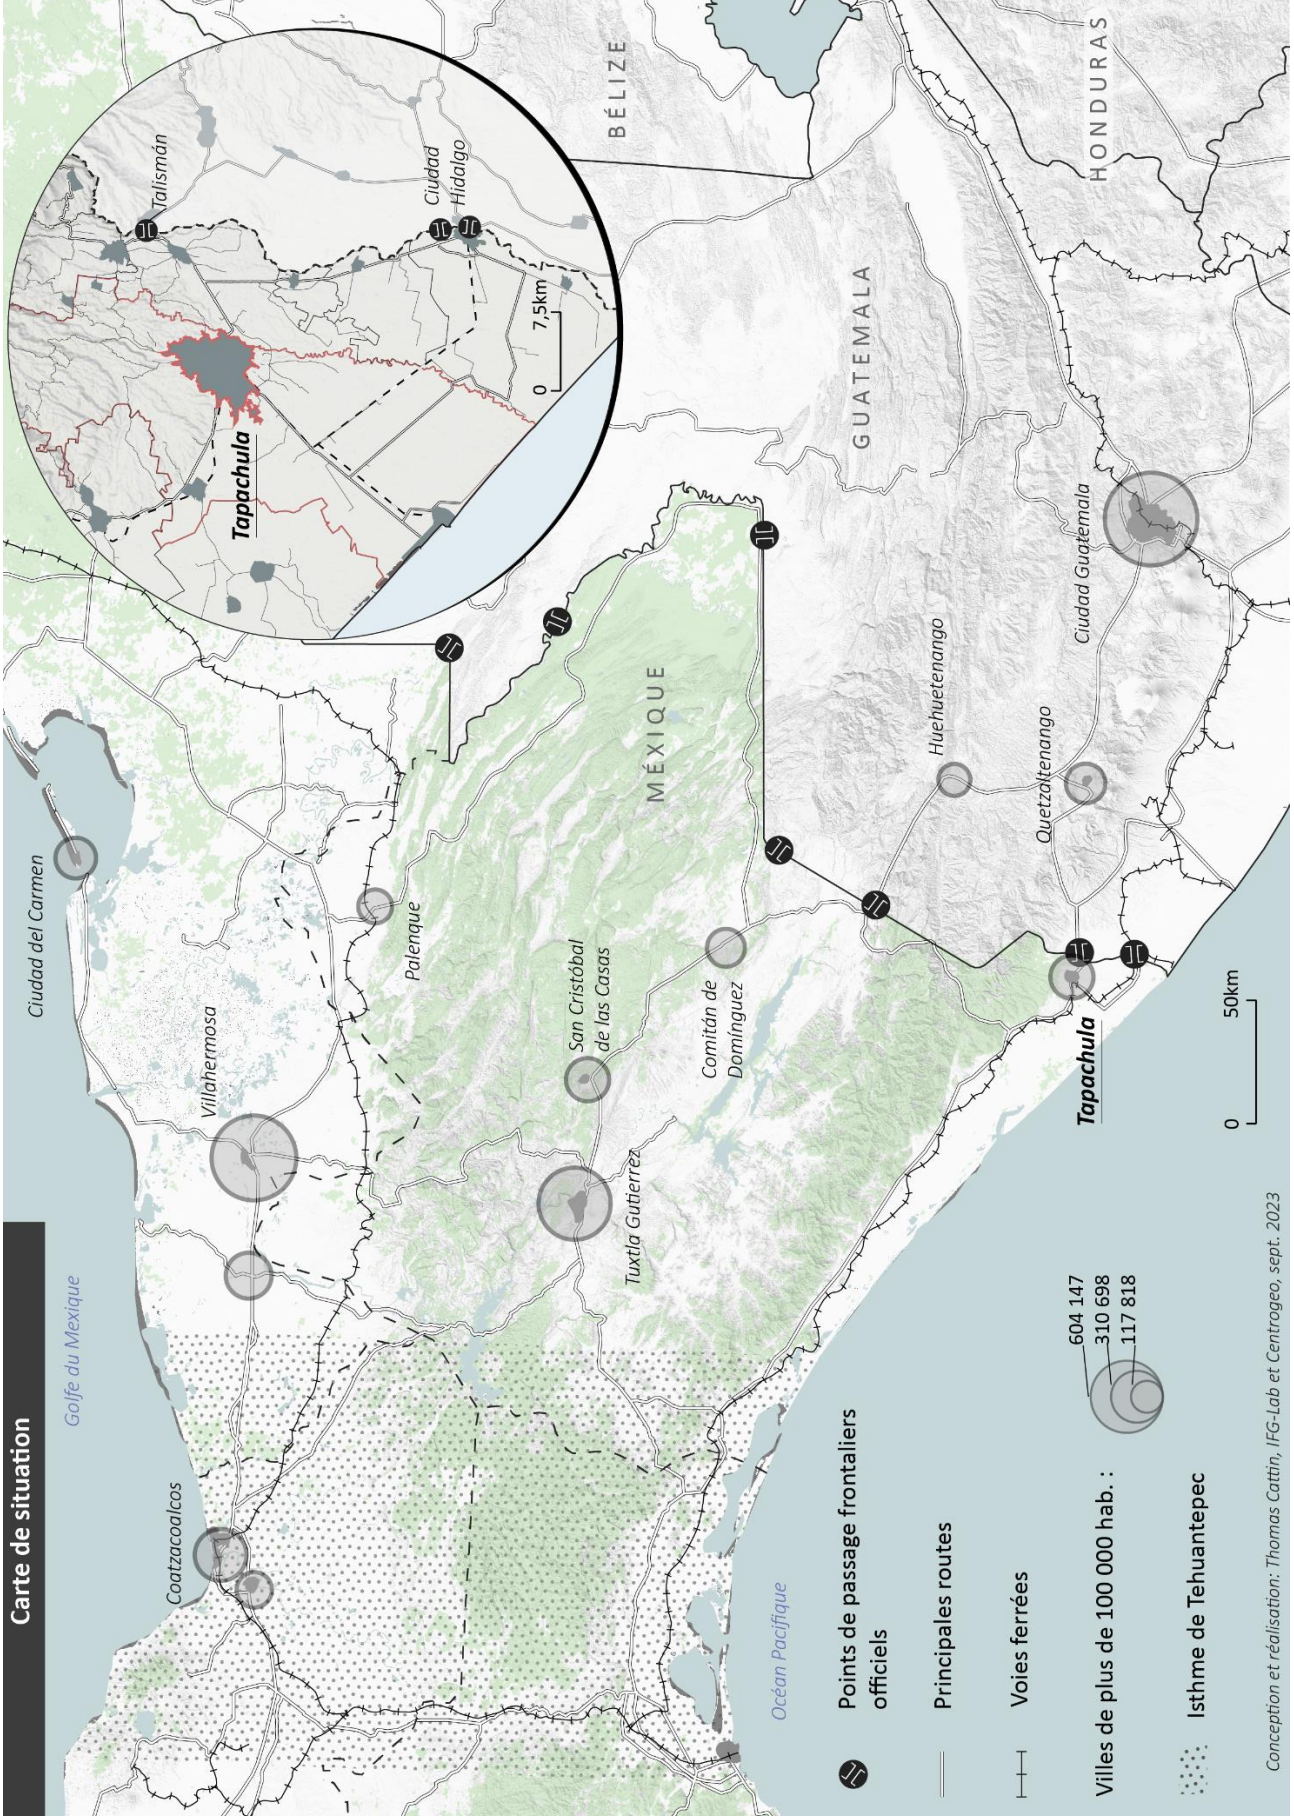 Carte de situation
Golfe du Mexique
Coatzacoalcos
Villahermosa
Ciudad del Carmen
Palenque
San Cristóbal
de las Casas
Tuxtla Gutierrez
Comitán de
Domínguez
MÉXIQUE
Tapachula
Talismán
Ciudad
Hidalgo
0
7,5km
BÉLIZE
GUATEMALA
HONDURAS
Huehuetenango
Quetzaltenango
Ciudad Guatemala
Tapachula
Océan Pacifique
0
50km
Points de passage frontaliers
officiels
Principales routes
Voies ferrées
Villes de plus de 100 000 hab. :
604 147
310 698
117 818
Isthme de Tehuantepec
Conception et réalisation: Thomas Cattin, IFG-Lab et Centrogeo, sept. 2023